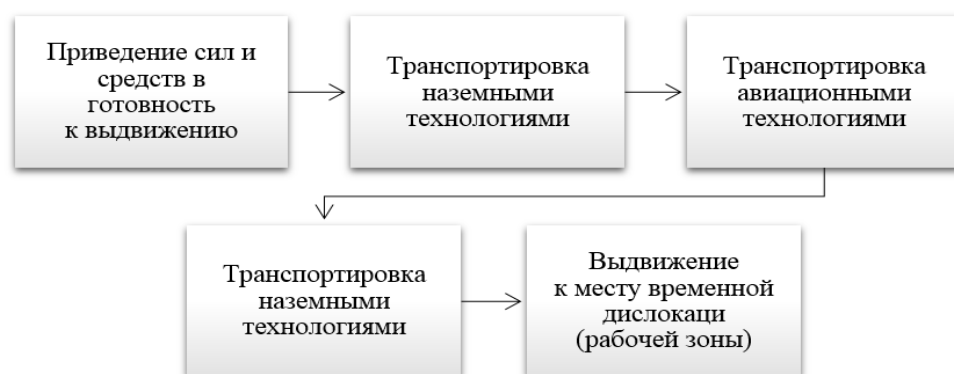 Приведение сил и
средств в
готовность
к выдвижению
Транспортировка
наземными
технологиями
Транспортировка
авиационными
технологиями
Транспортировка
наземными
технологиями
Выдвижение
к месту временной
дислокаци
(рабочей зоны)